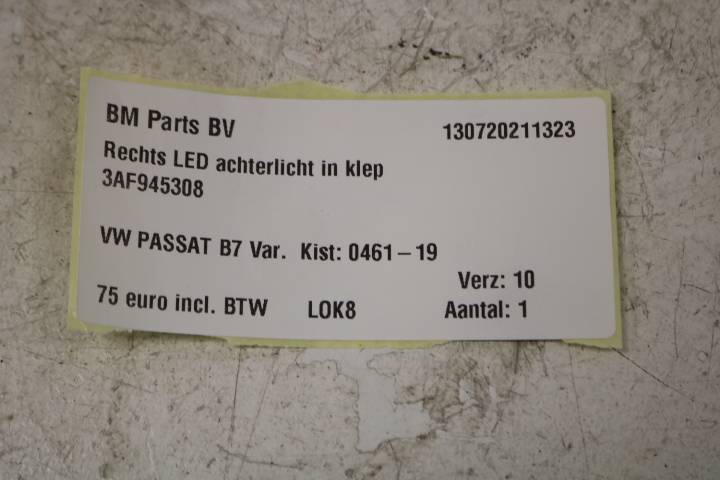 BM Parts BV 130720211323
Rechts LED achterlicht in klep
3AF945308
VW PASSAT B7 Var. Kist: 0461-19
Verz: 10
75 euro incl. BTW LOK8 Aantal: 1